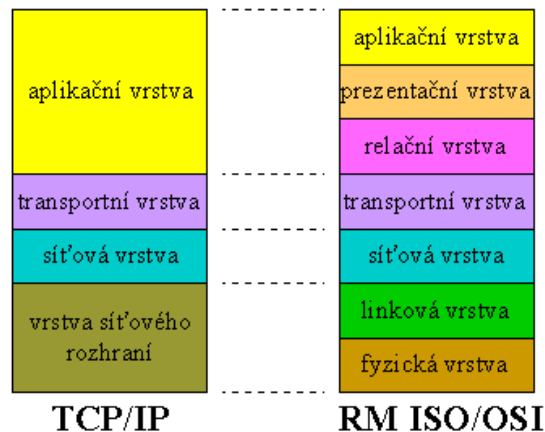 aplikační vrstva
transportní vrstva
síťová vrstva
vrstva síťového
rozhraní
TCP/IP
aplikační vrstva
prezentační vrstva
relační vrstva
transportní vrstva
síťová vrstva
linková vrstva
fyzická vrstva
RM ISO/OSI